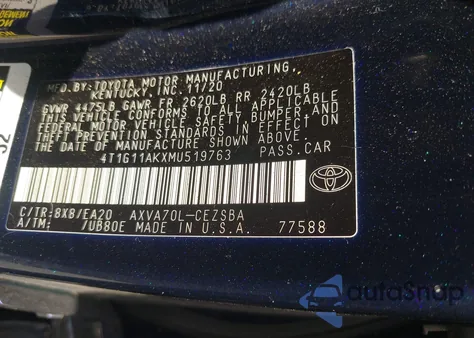 MFD.BY:TOYOTA MOTOR MANUFACTURING,
KENTUCKY, INC. 11/20
GVWR 4475LB GAWR FR 2620LB RR 2420LB
THIS VEHICLE CONFORMS TO ALL APPLICABLE
FEDERAL MOTOR VEHICLE SAFETY, BUMPER, AND
THEFT PREVENTION STANDARDS IN EFFECT ON
THE DATE OF MANUFACTURE SHOWN ABOVE.
4T1G11AKXMU519763 PASS.CAR
C/TR:8X8/EA20 AXVA70L-CEZSBA
A/TM: /UB80E MADE IN U.S.A. 77588
autoSnap